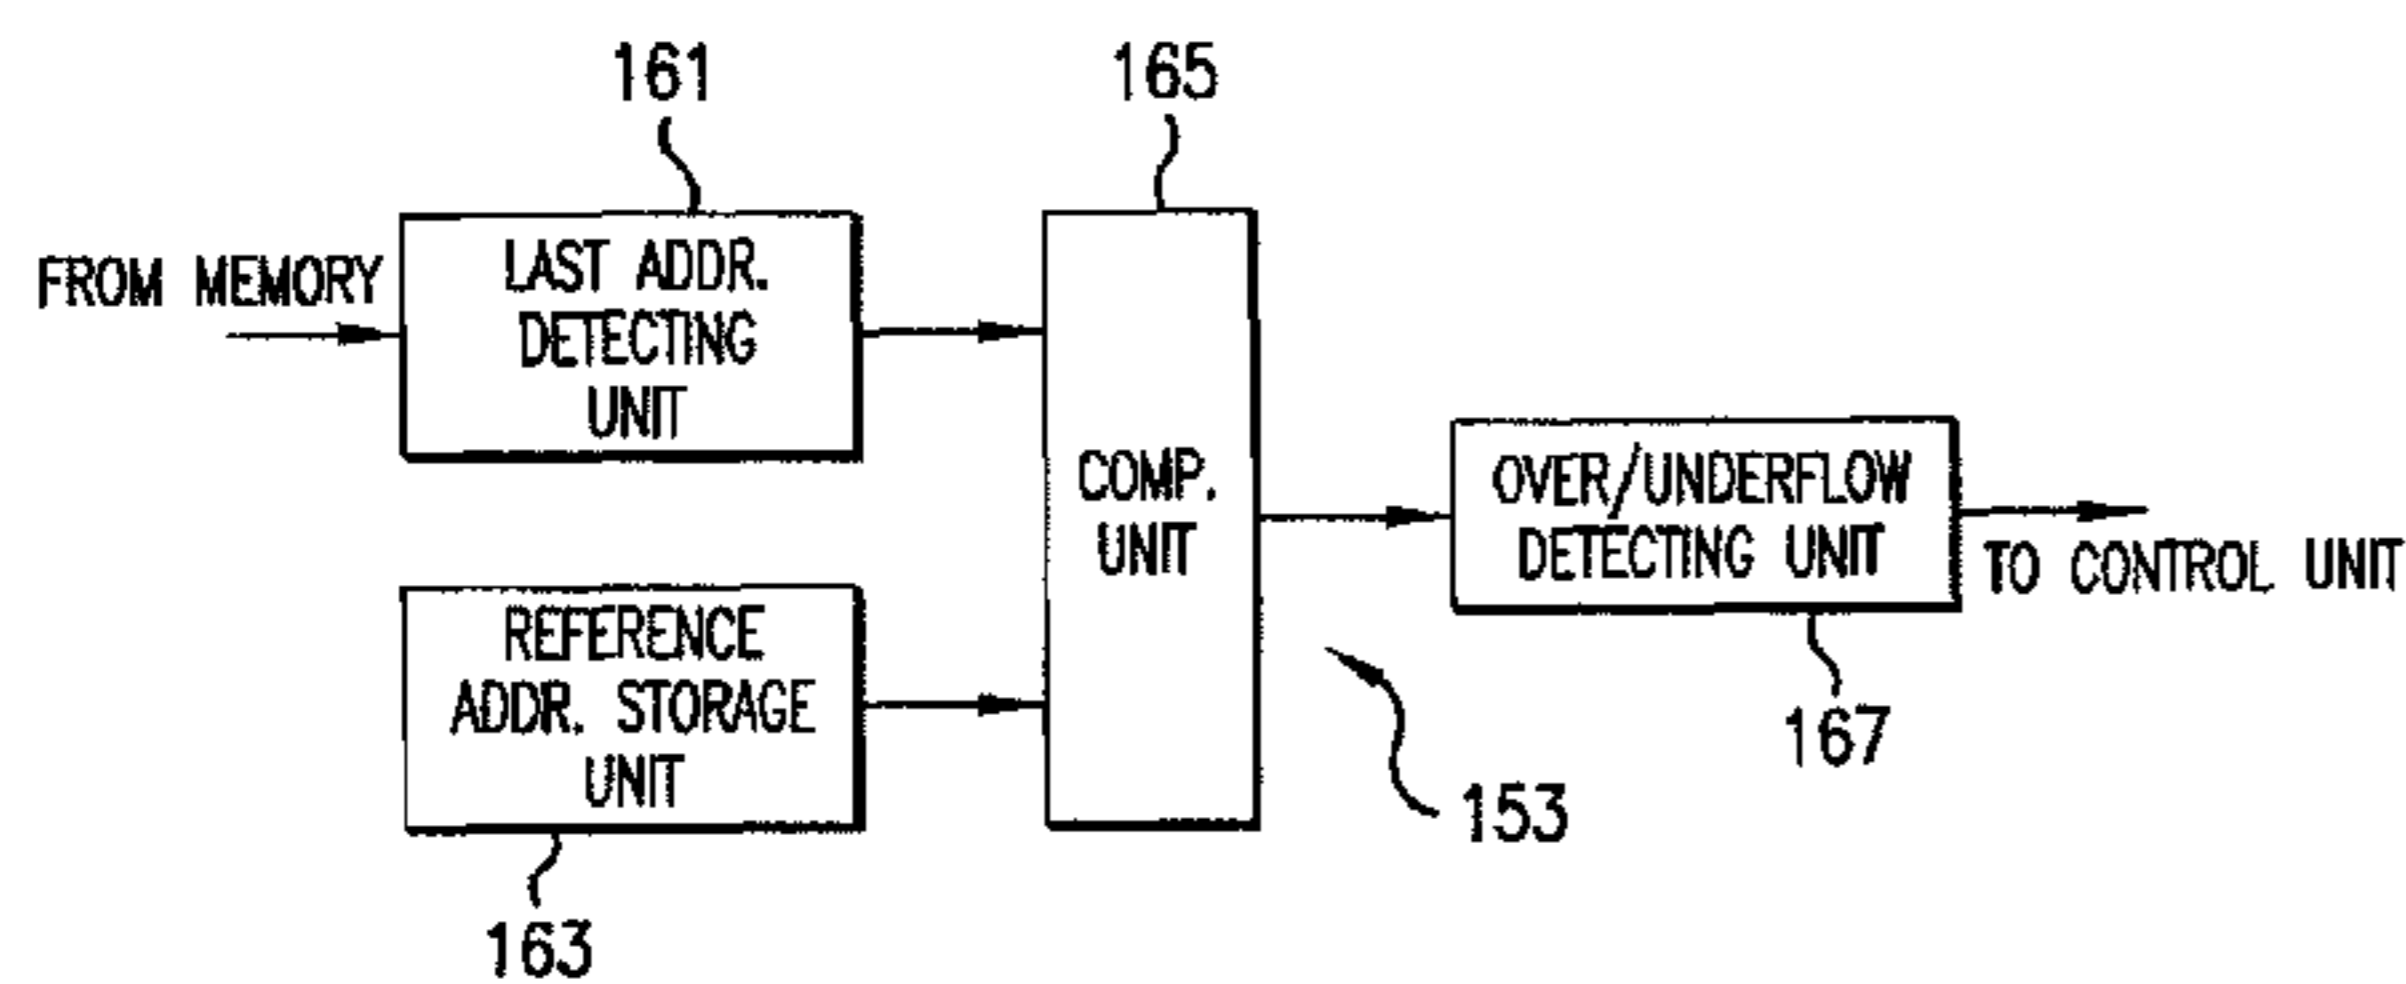 161
165
FROM MEMORY
LAST ADDR.
DETECTING
UNIT
COMP.
UNIT
OVER/UNDERFLOW
DETECTING UNIT
TO CONTROL UNIT
REFERENCE
ADDR. STORAGE
UNIT
167
153
163